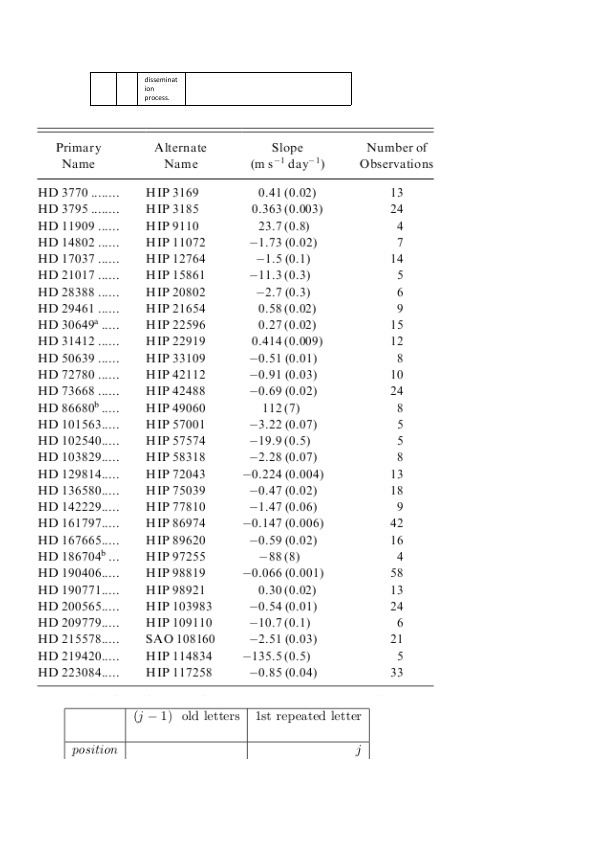 disseminat
ion
process.
Primary Alternate Slope Number of
Name Name (m s⁻¹ day⁻¹) Observations
HD 3770 ........ HIP 3169 0.41 (0.02) 13
HD 3795 ........ HIP 3185 0.363 (0.003) 24
HD 11909 ...... HIP 9110 23.7 (0.8) 4
HD 14802 ...... HIP 11072 −1.73 (0.02) 7
HD 17037 ...... HIP 12764 −1.5 (0.1) 14
HD 21017 ...... HIP 15861 −11.3 (0.3) 5
HD 28388 ...... HIP 20802 −2.7 (0.3) 6
HD 29461 ...... HIP 21654 0.58 (0.02) 9
HD 30649ᵃ ..... HIP 22596 0.27 (0.02) 15
HD 31412 ...... HIP 22919 0.414 (0.009) 12
HD 50639 ...... HIP 33109 −0.51 (0.01) 8
HD 72780 ...... HIP 42112 −0.91 (0.03) 10
HD 73668 ...... HIP 42488 −0.69 (0.02) 24
HD 86680ᵇ ..... HIP 49060 112 (7) 8
HD 101563..... HIP 57001 −3.22 (0.07) 5
HD 102540..... HIP 57574 −19.9 (0.5) 5
HD 103829..... HIP 58318 −2.28 (0.07) 8
HD 129814..... HIP 72043 −0.224 (0.004) 13
HD 136580..... HIP 75039 −0.47 (0.02) 18
HD 142229..... HIP 77810 −1.47 (0.06) 9
HD 161797..... HIP 86974 −0.147 (0.006) 42
HD 167665..... HIP 89620 −0.59 (0.02) 16
HD 186704ᵇ ... HIP 97255 −88 (8) 4
HD 190406..... HIP 98819 −0.066 (0.001) 58
HD 190771..... HIP 98921 0.30 (0.02) 13
HD 200565..... HIP 103983 −0.54 (0.01) 24
HD 209779..... HIP 109110 −10.7 (0.1) 6
HD 215578..... SAO 108160 −2.51 (0.03) 21
HD 219420..... HIP 114834 −135.5 (0.5) 5
HD 223084..... HIP 117258 −0.85 (0.04) 33
(j − 1) old letters 1st repeated letter
position j